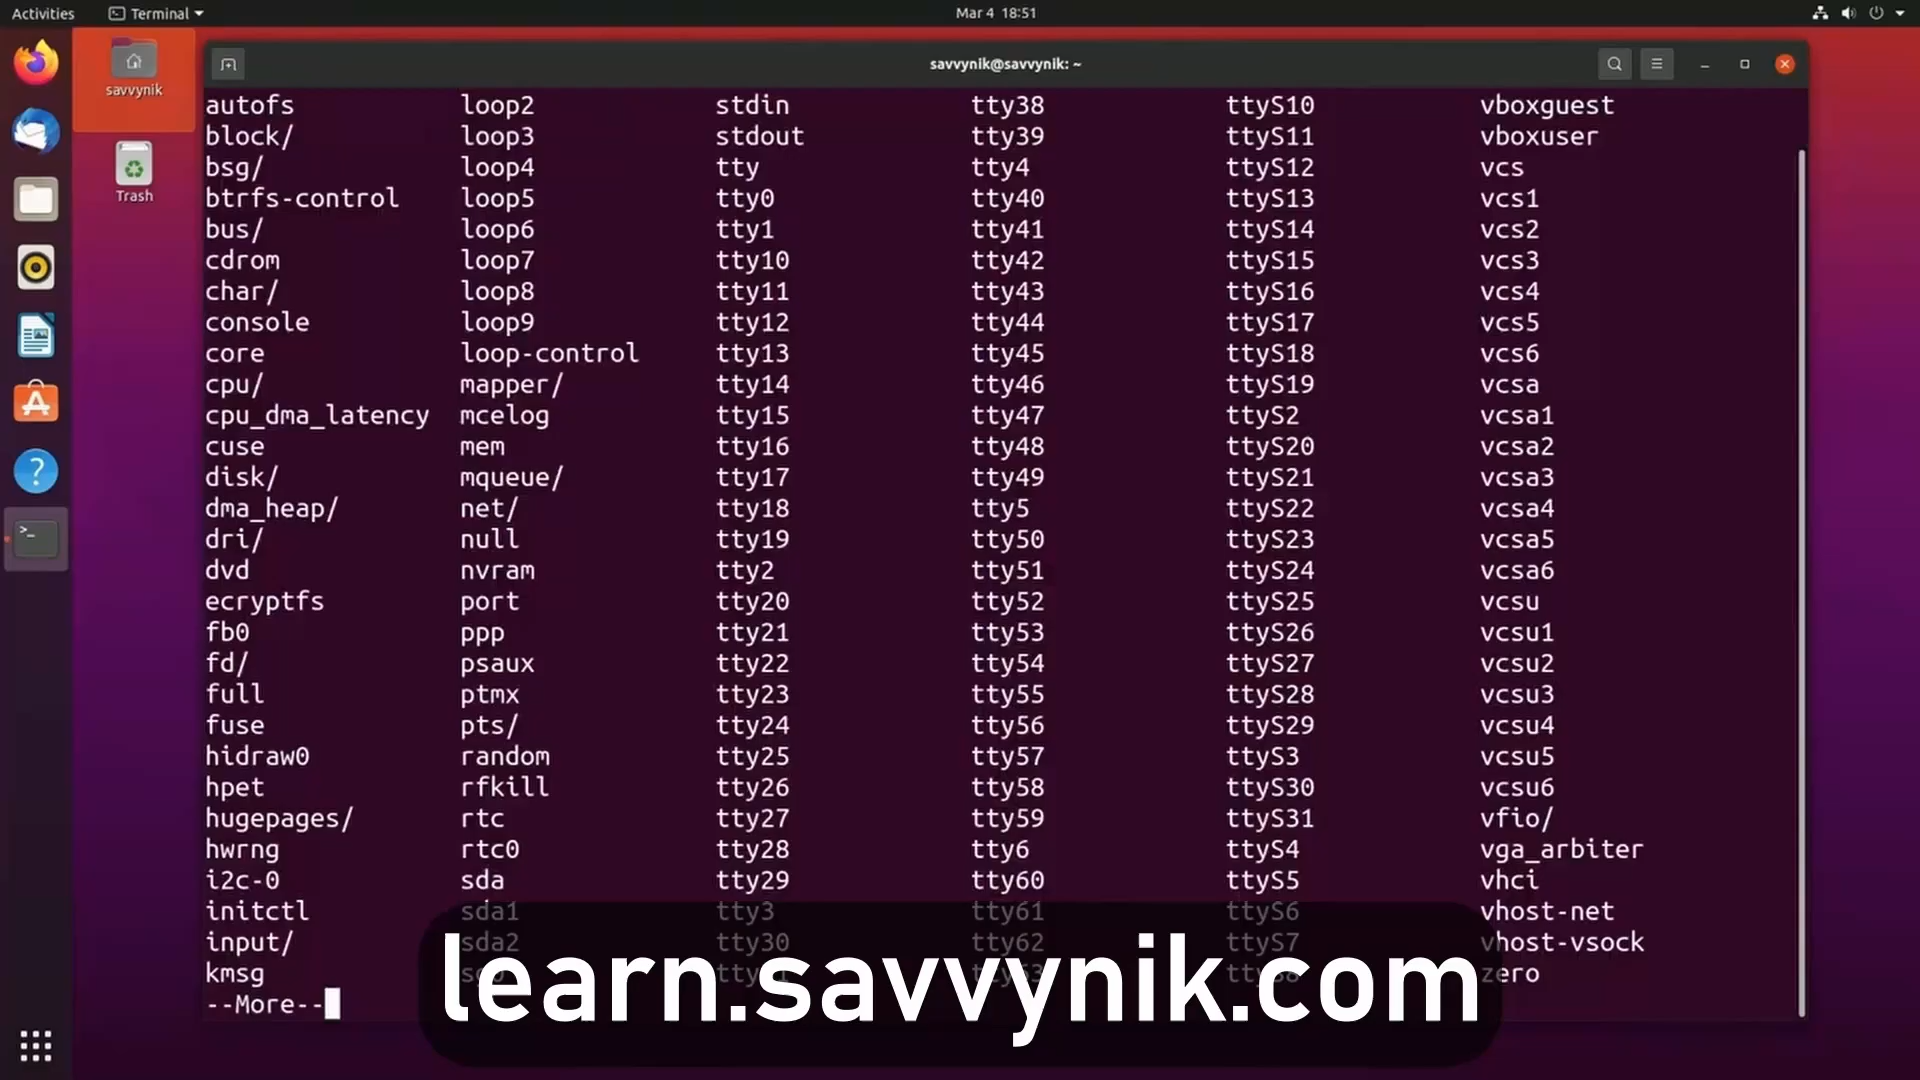 Activities Terminal Mar 4 18:51
savvynik@savvynik: ~
savvynik
Trash
autofs loop2 stdin tty38 ttyS10 vboxguest
block/ loop3 stdout tty39 ttyS11 vboxuser
bsg/ loop4 tty tty4 ttyS12 vcs
btrfs-control loop5 tty0 tty40 ttyS13 vcs1
bus/ loop6 tty1 tty41 ttyS14 vcs2
cdrom loop7 tty10 tty42 ttyS15 vcs3
char/ loop8 tty11 tty43 ttyS16 vcs4
console loop9 tty12 tty44 ttyS17 vcs5
core loop-control tty13 tty45 ttyS18 vcs6
cpu/ mapper/ tty14 tty46 ttyS19 vcsa
cpu_dma_latency mcelog tty15 tty47 ttyS2 vcsa1
cuse mem tty16 tty48 ttyS20 vcsa2
disk/ mqueue/ tty17 tty49 ttyS21 vcsa3
dma_heap/ net/ tty18 tty5 ttyS22 vcsa4
dri/ null tty19 tty50 ttyS23 vcsa5
dvd nvram tty2 tty51 ttyS24 vcsa6
ecryptfs port tty20 tty52 ttyS25 vcsu
fb0 ppp tty21 tty53 ttyS26 vcsu1
fd/ psaux tty22 tty54 ttyS27 vcsu2
full ptmx tty23 tty55 ttyS28 vcsu3
fuse pts/ tty24 tty56 ttyS29 vcsu4
hidraw0 random tty25 tty57 ttyS3 vcsu5
hpet rfkill tty26 tty58 ttyS30 vcsu6
hugepages/ rtc tty27 tty59 ttyS31 vfio/
hwrng rtc0 tty28 tty6 ttyS4 vga_arbiter
i2c-0 sda tty29 tty60 ttyS5 vhci
initctl sda1 tty3 tty61 ttyS6 vhost-net
input/ sda2 tty30 tty62 ttyS7 vhost-vsock
kmsg zero
--More--
learn.savvynik.com